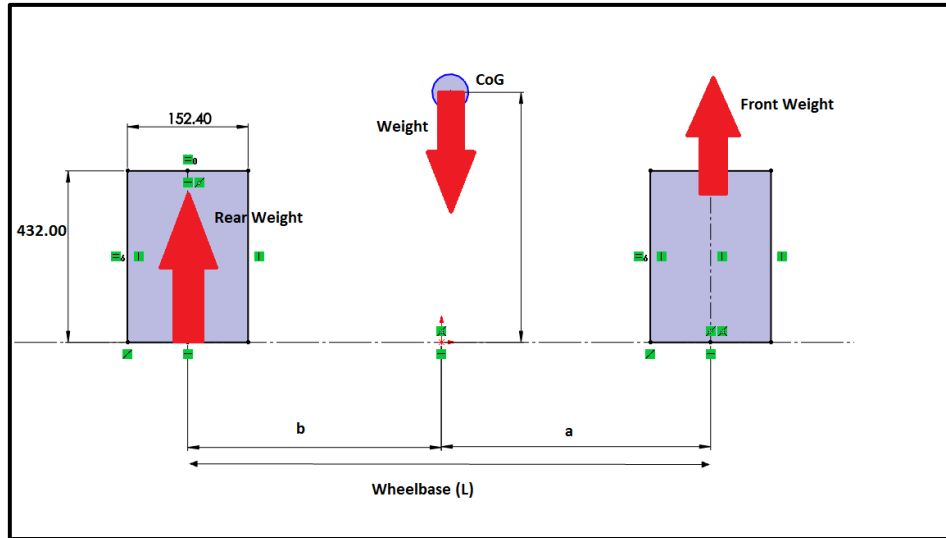 CoG
152.40
Weight
Front Weight
Rear Weight
432.00
b
a
Wheelbase (L)